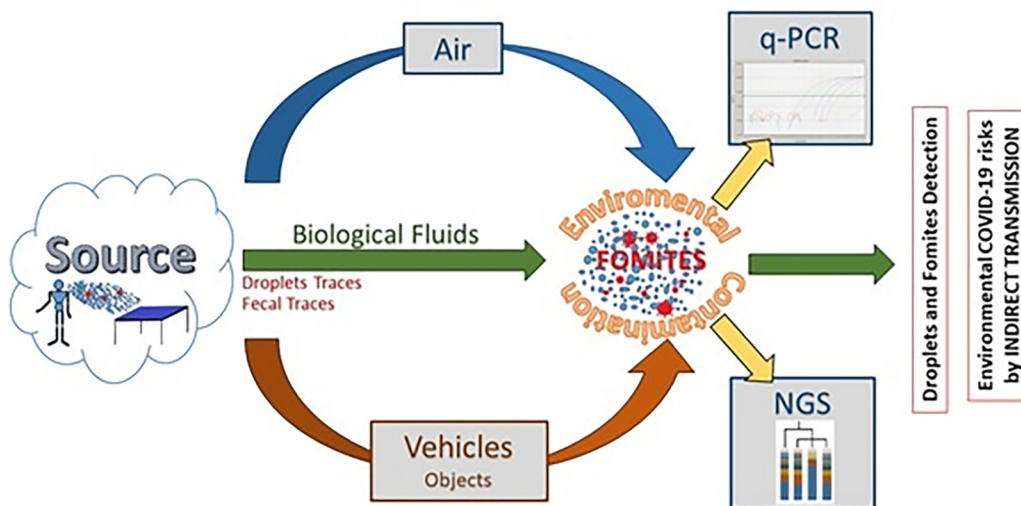 Air
q-PCR
Source
Biological Fluids
Droplets Traces
Fecal Traces
Enviromental
FOMITES
Contamination
Vehicles
Objects
NGS
Droplets and Fomites Detection
Environmental COVID-19 risks
by INDIRECT TRANSMISSION